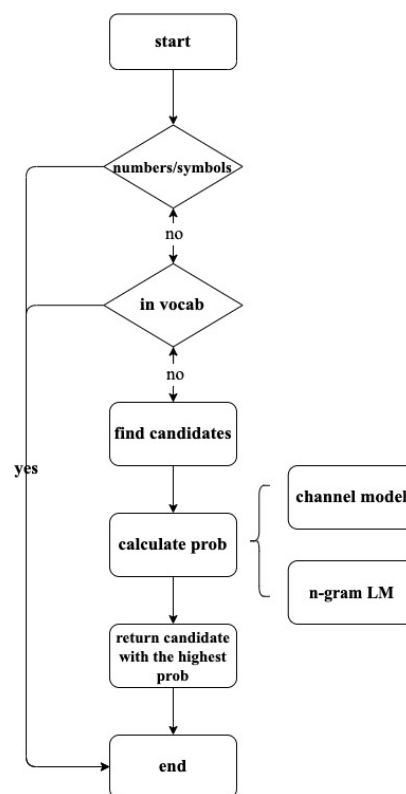 start
numbers/symbols
no
in vocab
no
find candidates
yes
channel model
calculate prob
n-gram LM
return candidate
with the highest
prob
end